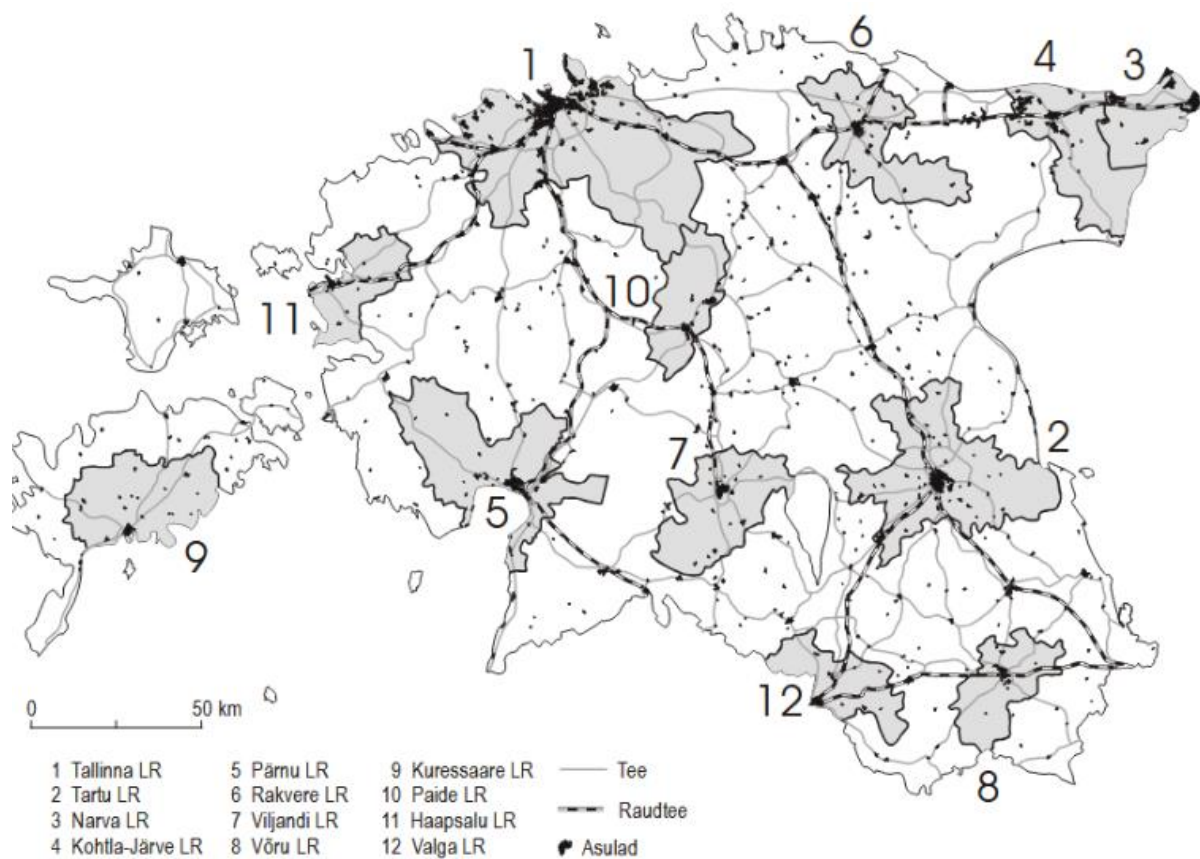 1
6
4
3
10
11
2
7
5
9
12
8
0 50 km
1 Tallinna LR
2 Tartu LR
3 Narva LR
4 Kohtla-Järve LR
5 Pärnu LR
6 Rakvere LR
7 Viljandi LR
8 Võru LR
9 Kuressaare LR
10 Paide LR
11 Haapsalu LR
12 Valga LR
Tee
Raudtee
Asulad